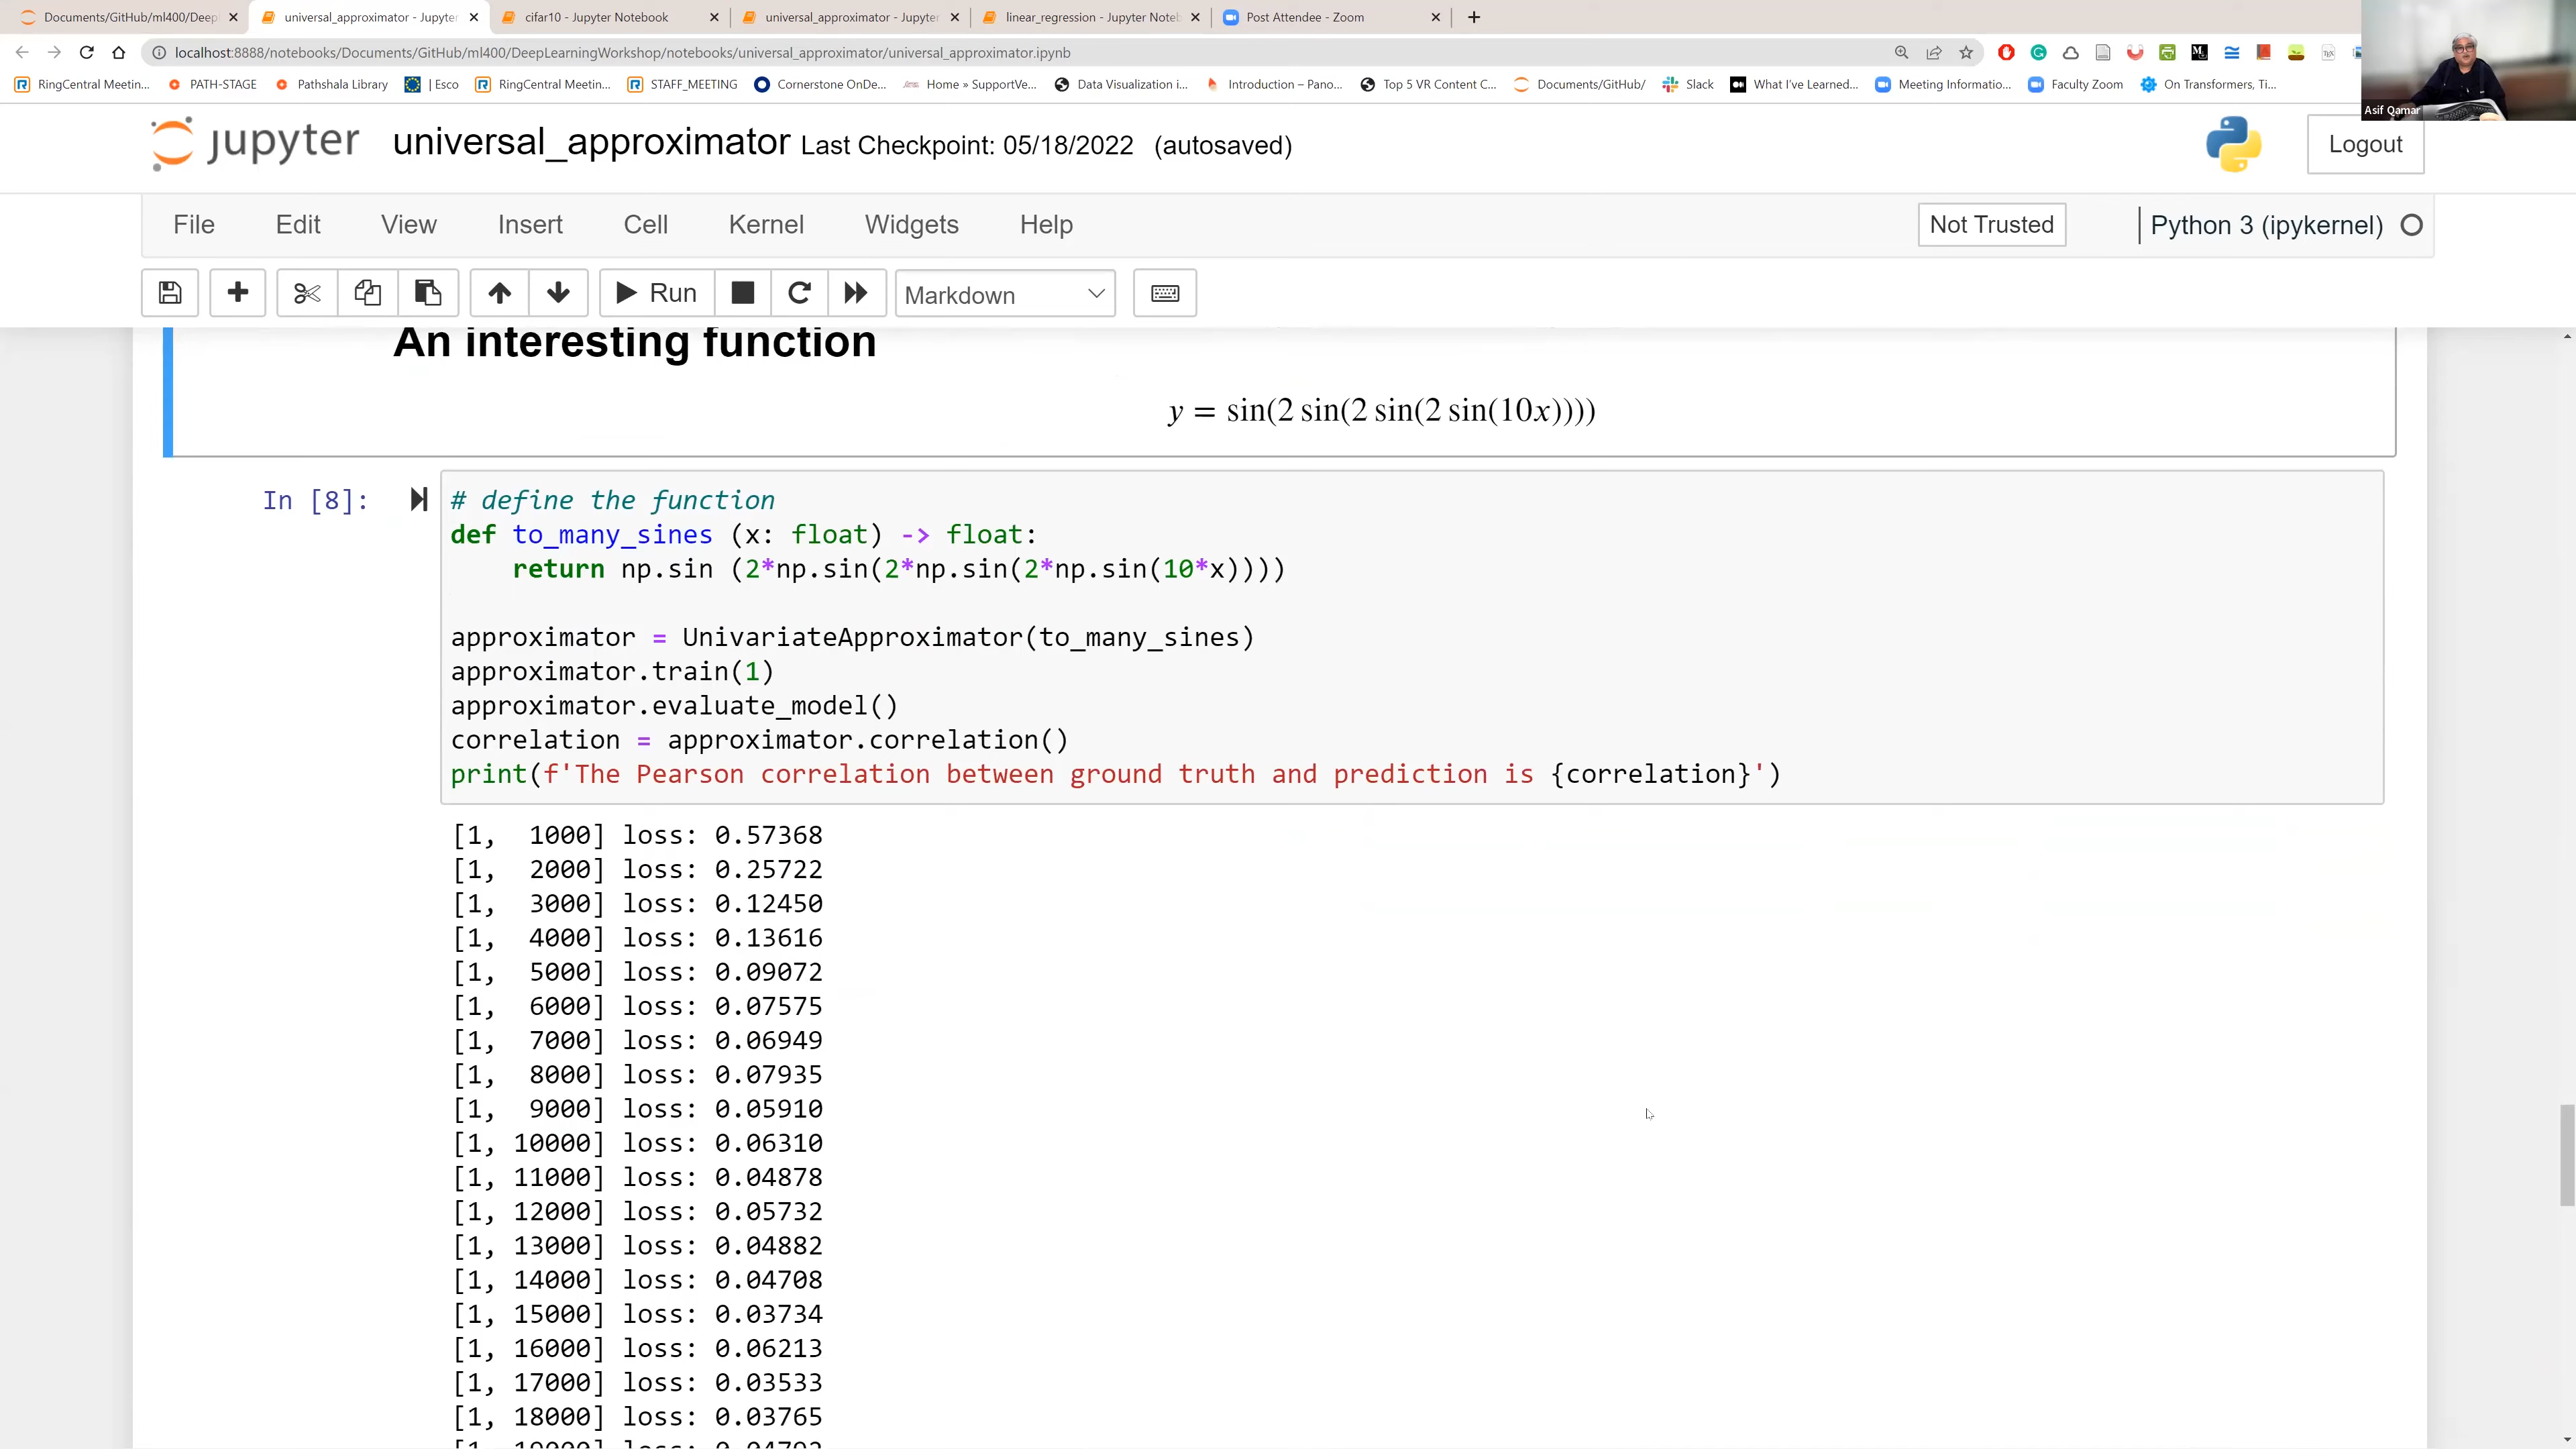 Documents/GitHub/ml400/Deepl
universal_approximator - Jupyter
cifar10 - Jupyter Notebook
universal_approximator - Jupyter
linear_regression - Jupyter Noteb
Post Attendee - Zoom
localhost:8888/notebooks/Documents/GitHub/ml400/DeepLearningWorkshop/notebooks/universal_approximator/universal_approximator.ipynb
RingCentral Meetin...
PATH-STAGE
Pathshala Library
| Esco
RingCentral Meetin...
STAFF_MEETING
Cornerstone OnDe...
Home » SupportVe...
Data Visualization i...
Introduction – Pano...
Top 5 VR Content C...
Documents/GitHub/
Slack
What I've Learned...
Meeting Informatio...
Faculty Zoom
On Transformers, Ti...
Asif Qamar
jupyter universal_approximator Last Checkpoint: 05/18/2022 (autosaved)
Logout
File Edit View Insert Cell Kernel Widgets Help
Not Trusted
Python 3 (ipykernel)
Run
Markdown
An interesting function
y = sin(2 sin(2 sin(2 sin(10x))))
In [8]:
# define the function
def to_many_sines (x: float) -> float:
    return np.sin (2*np.sin(2*np.sin(2*np.sin(10*x))))
approximator = UnivariateApproximator(to_many_sines)
approximator.train(1)
approximator.evaluate_model()
correlation = approximator.correlation()
print(f'The Pearson correlation between ground truth and prediction is {correlation}')
[1,  1000] loss: 0.57368
[1,  2000] loss: 0.25722
[1,  3000] loss: 0.12450
[1,  4000] loss: 0.13616
[1,  5000] loss: 0.09072
[1,  6000] loss: 0.07575
[1,  7000] loss: 0.06949
[1,  8000] loss: 0.07935
[1,  9000] loss: 0.05910
[1, 10000] loss: 0.06310
[1, 11000] loss: 0.04878
[1, 12000] loss: 0.05732
[1, 13000] loss: 0.04882
[1, 14000] loss: 0.04708
[1, 15000] loss: 0.03734
[1, 16000] loss: 0.06213
[1, 17000] loss: 0.03533
[1, 18000] loss: 0.03765